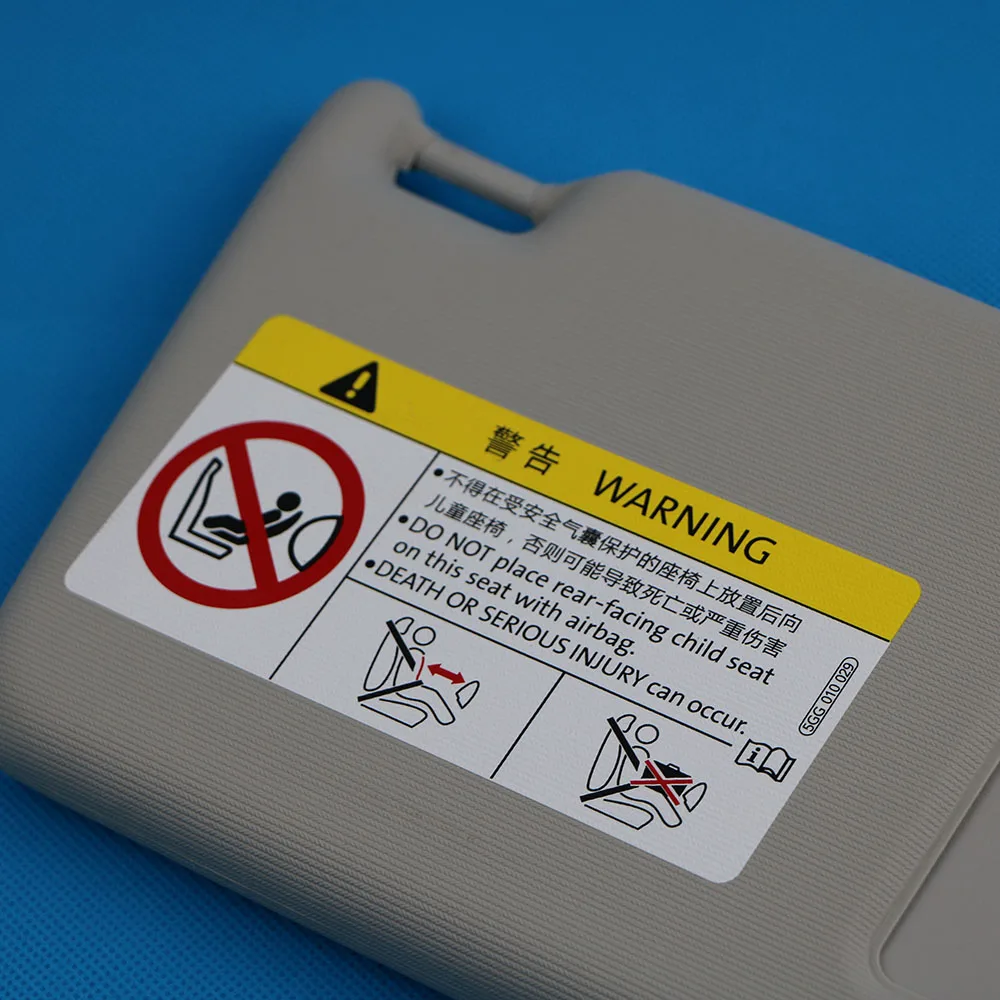 警告 WARNING
•不得在受安全气囊保护的座椅上放置后向
儿童座椅，否则可能导致死亡或严重伤害
•DO NOT place rear-facing child seat
on this seat with airbag.
•DEATH OR SERIOUS INJURY can occur.
5GG 010 029
i